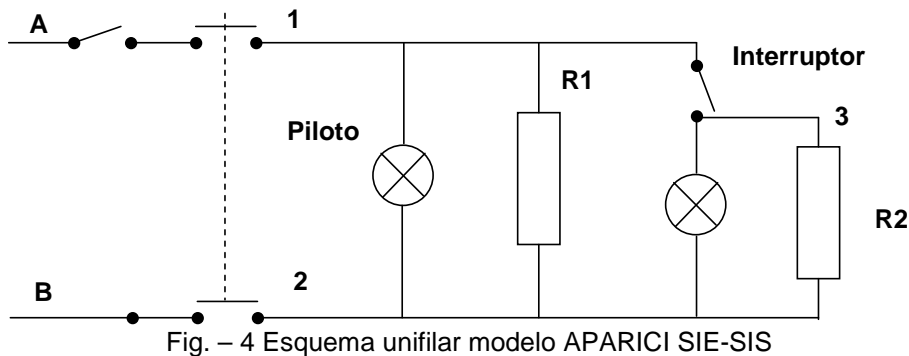 A
1
Interruptor
R1
3
Piloto
R2
B
2
Fig. – 4 Esquema unifilar modelo APARICI SIE-SIS